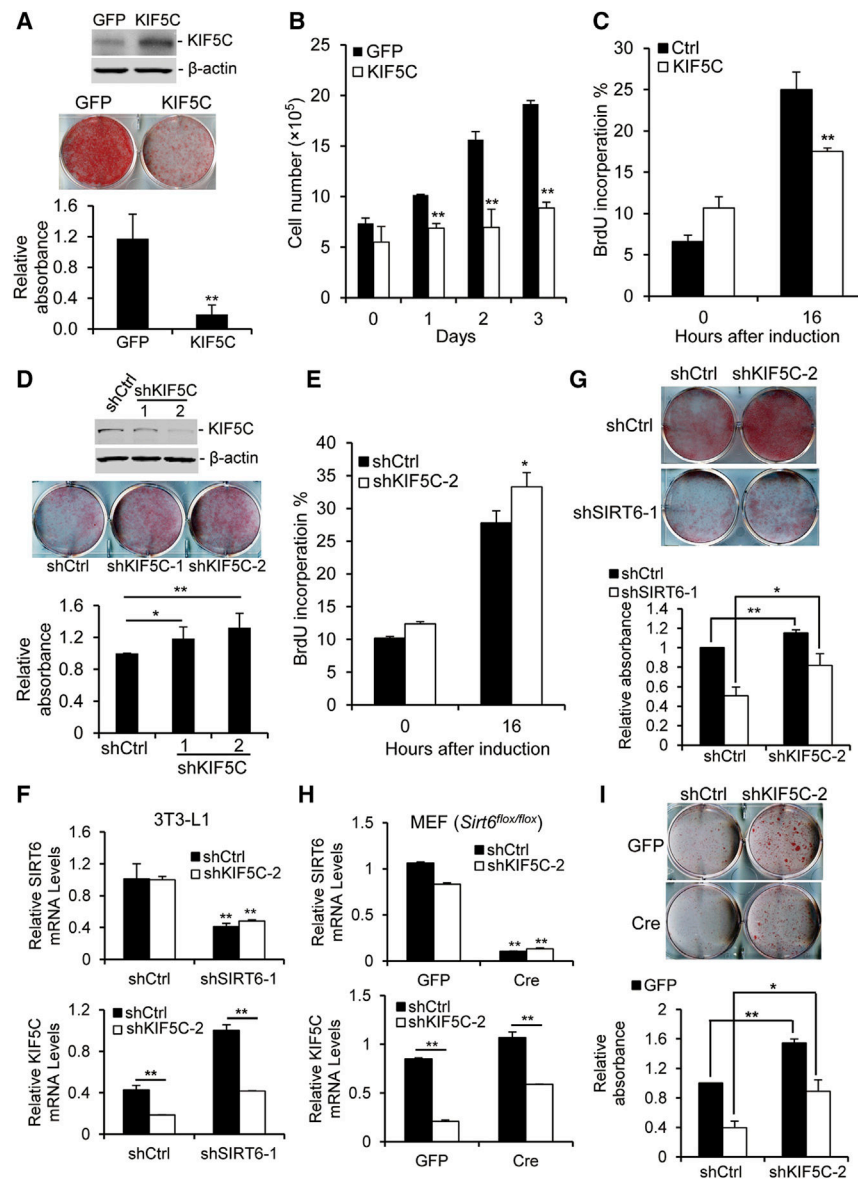 A
GFP KIF5C
- KIF5C
- β-actin
GFP KIF5C
Relative
absorbance
1.6
1.2
0.8
0.4
0.0
**
GFP KIF5C
B
GFP
KIF5C
Cell number (×10⁵)
25
20
15
10
5
0
** ** **
0 1 2 3
Days
C
Ctrl
KIF5C
BrdU incorperatioin %
30
25
20
15
10
5
0
**
0 16
Hours after induction
D
shCtrl shKIF5C
1 2
- KIF5C
- β-actin
shCtrl shKIF5C-1 shKIF5C-2
Relative
absorbance
1.6
1.2
0.8
0.4
0
* **
shCtrl 1 2
shKIF5C
E
shCtrl
shKIF5C-2
BrdU incorperatioin %
40
35
30
25
20
15
10
5
0
*
0 16
Hours after induction
G
shCtrl shKIF5C-2
shCtrl
shSIRT6-1
shCtrl
shSIRT6-1
Relative absorbance
1.4
1.2
1
0.8
0.6
0.4
1.2
0
** *
shCtrl shKIF5C-2
F
3T3-L1
Relative SIRT6
mRNA Levels
1.2
0.8
0.4
0
shCtrl
shKIF5C-2
** **
shCtrl shSIRT6-1
Relative KIF5C
mRNA Levels
1.2
0.8
0.4
0
shCtrl
shKIF5C-2
** **
shCtrl shSIRT6-1
H
MEF (Sirt6flox/flox)
Relative SIRT6
mRNA Levels
1.5
1
0.5
0
shCtrl
shKIF5C-2
** **
GFP Cre
Relative KIF5C
mRNA Levels
1.5
1
0.5
0
shCtrl
shKIF5C-2
** **
GFP Cre
I
shCtrl shKIF5C-2
GFP
Cre
GFP
Relative
absorbance
2
1.6
1.2
0.8
0.4
0
** *
shCtrl shKIF5C-2